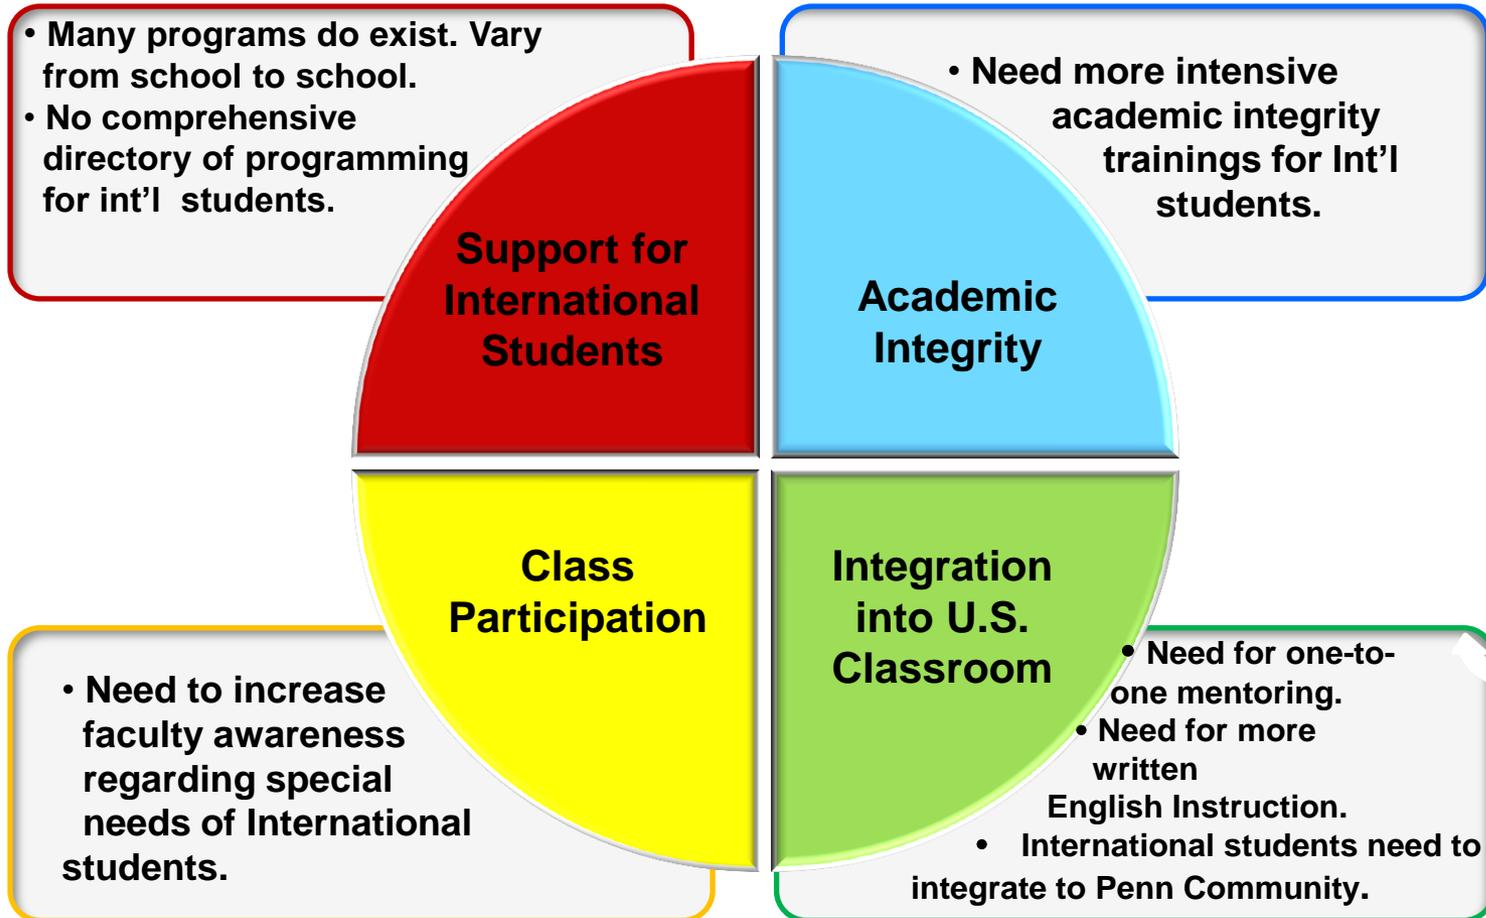 • Many programs do exist. Vary
from school to school.
• No comprehensive
directory of programming
for int’l  students.
• Need more intensive
academic integrity
trainings for Int’l
students.
Support for
International
Students
Academic
Integrity
Class
Participation
Integration
into U.S.
Classroom
• Need to increase
faculty awareness
regarding special
needs of International
students.
• Need for one-to-
one mentoring.
• Need for more
written
English Instruction.
• International students need to
integrate to Penn Community.